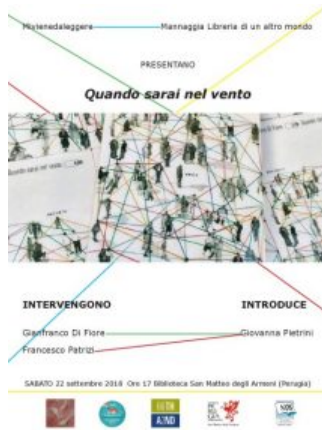 Mivienedaleggere Mannaggia Libreria di un altro mondo
PRESENTANO
Quando sarai nel vento
INTERVENGONO INTRODUCE
Gianfranco Di Fiore Giovanna Pietrini
Francesco Patrizi
SABATO 22 settembre 2018 Ore 17 Biblioteca San Matteo degli Armeni (Perugia)